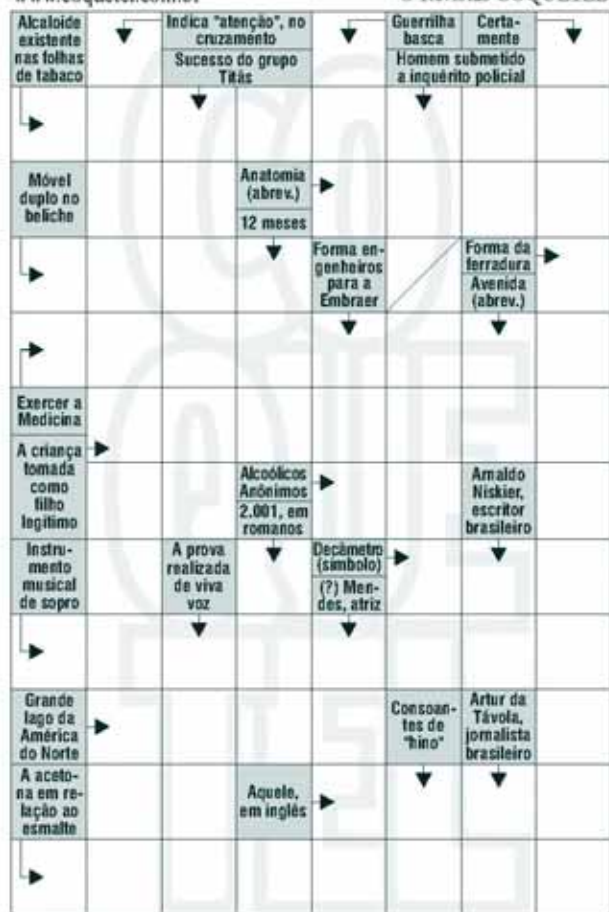 Alcaloide
existente
nas folhas
de tabaco
Indica "atenção", no
cruzamento
Sucesso do grupo
Titãs
Guerrilha
basca
Certa-
mente
Homem submetido
a inquérito policial
Móvel
duplo no
beliche
Anatomia
(abrev.)
12 meses
Forma en-
genheiros
para a
Embraer
Forma da
ferradura
Avenida
(abrev.)
Exercer a
Medicina
A criança
tomada
como
filho
legítimo
Alcoólicos
Anônimos
2.001, em
romanos
Arnaldo
Niskier,
escritor
brasileiro
Instru-
mento
musical
de sopro
A prova
realizada
de viva
voz
Decâmetro
(símbolo)
(?) Men-
des, atriz
Grande
lago da
América
do Norte
Consoan-
tes de
"hino"
Artur da
Távola,
jornalista
brasileiro
A aceto-
na em re-
lação ao
esmalte
Aquele,
em inglês